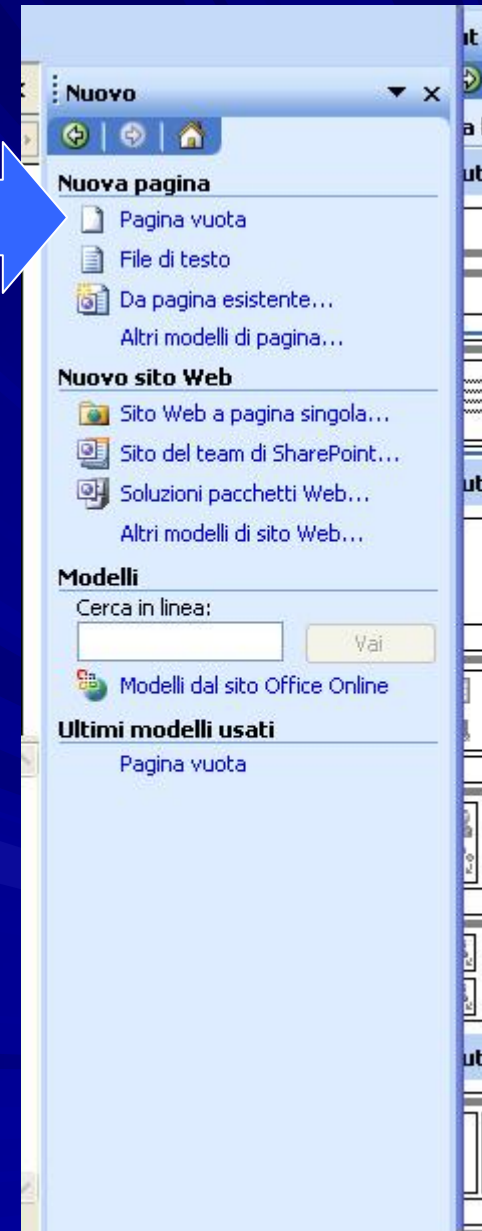 Nuovo
Nuova pagina
Pagina vuota
File di testo
Da pagina esistente...
Altri modelli di pagina...
Nuovo sito Web
Sito Web a pagina singola...
Sito del team di SharePoint...
Soluzioni pacchetti Web...
Altri modelli di sito Web...
Modelli
Cerca in linea:
Vai
Modelli dal sito Office Online
Ultimi modelli usati
Pagina vuota